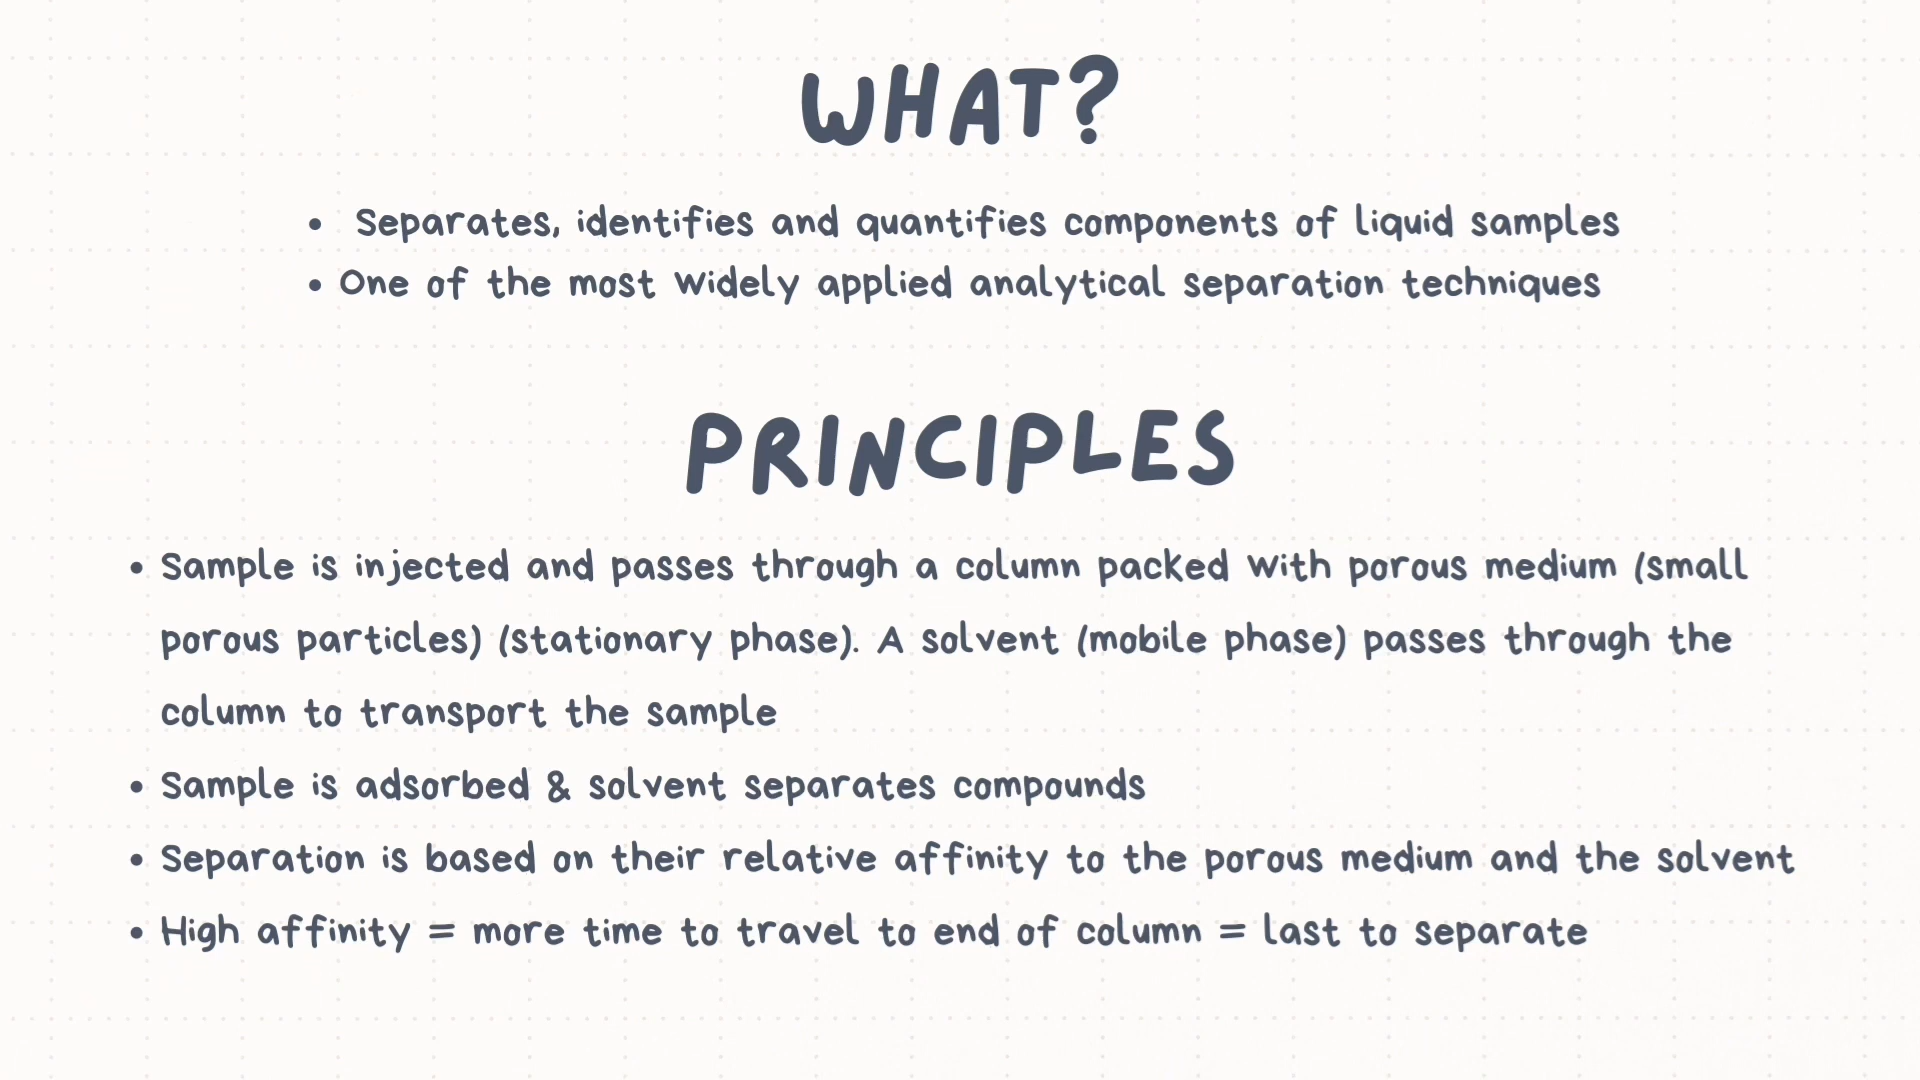 WHAT?
• Separates, identifies and quantifies components of liquid samples
• One of the most widely applied analytical separation techniques
PRINCIPLES
• Sample is injected and passes through a column packed with porous medium (small
porous particles) (stationary phase). A solvent (mobile phase) passes through the
column to transport the sample
• Sample is adsorbed & solvent separates compounds
• Separation is based on their relative affinity to the porous medium and the solvent
• High affinity = more time to travel to end of column = last to separate